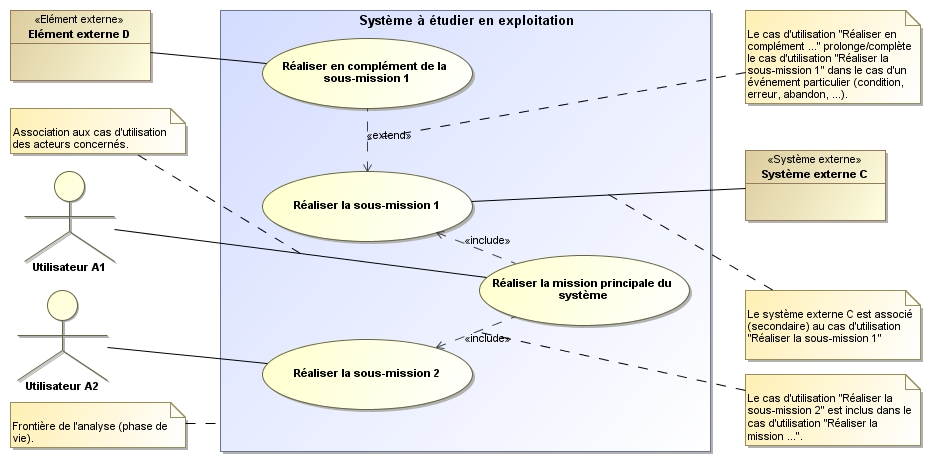 «Elément externe»
Elément externe D
Système à étudier en exploitation
Réaliser en complément de la
sous-mission 1
Le cas d'utilisation "Réaliser en
complément ..." prolonge/complète
le cas d'utilisation "Réaliser la
sous-mission 1" dans le cas d'un
événement particulier (condition,
erreur, abandon, ...).
Association aux cas d'utilisation
des acteurs concernés.
«extend»
«Système externe»
Système externe C
Réaliser la sous-mission 1
Utilisateur A1
«include»
Réaliser la mission principale du
système
Le système externe C est associé
(secondaire) au cas d'utilisation
"Réaliser la sous-mission 1"
«include»
Réaliser la sous-mission 2
Utilisateur A2
Le cas d'utilisation "Réaliser la
sous-mission 2" est inclus dans le
cas d'utilisation "Réaliser la
mission ...".
Frontière de l'analyse (phase de
vie).